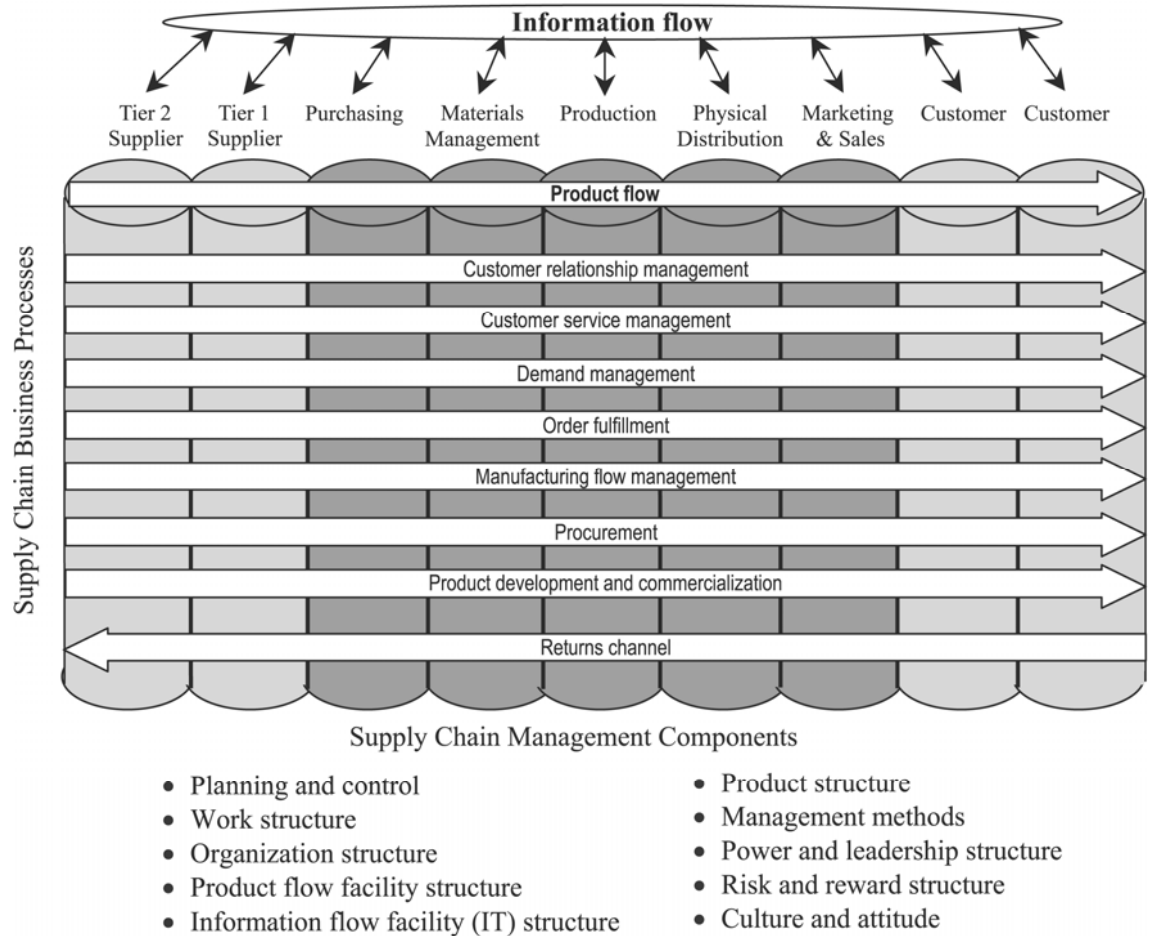 Information flow
Tier 2
Supplier
Tier 1
Supplier
Purchasing
Materials
Management
Production
Physical
Distribution
Marketing
& Sales
Customer
Customer
Supply Chain Business Processes
Product flow
Customer relationship management
Customer service management
Demand management
Order fulfillment
Manufacturing flow management
Procurement
Product development and commercialization
Returns channel
Supply Chain Management Components
• Planning and control
• Work structure
• Organization structure
• Product flow facility structure
• Information flow facility (IT) structure
• Product structure
• Management methods
• Power and leadership structure
• Risk and reward structure
• Culture and attitude